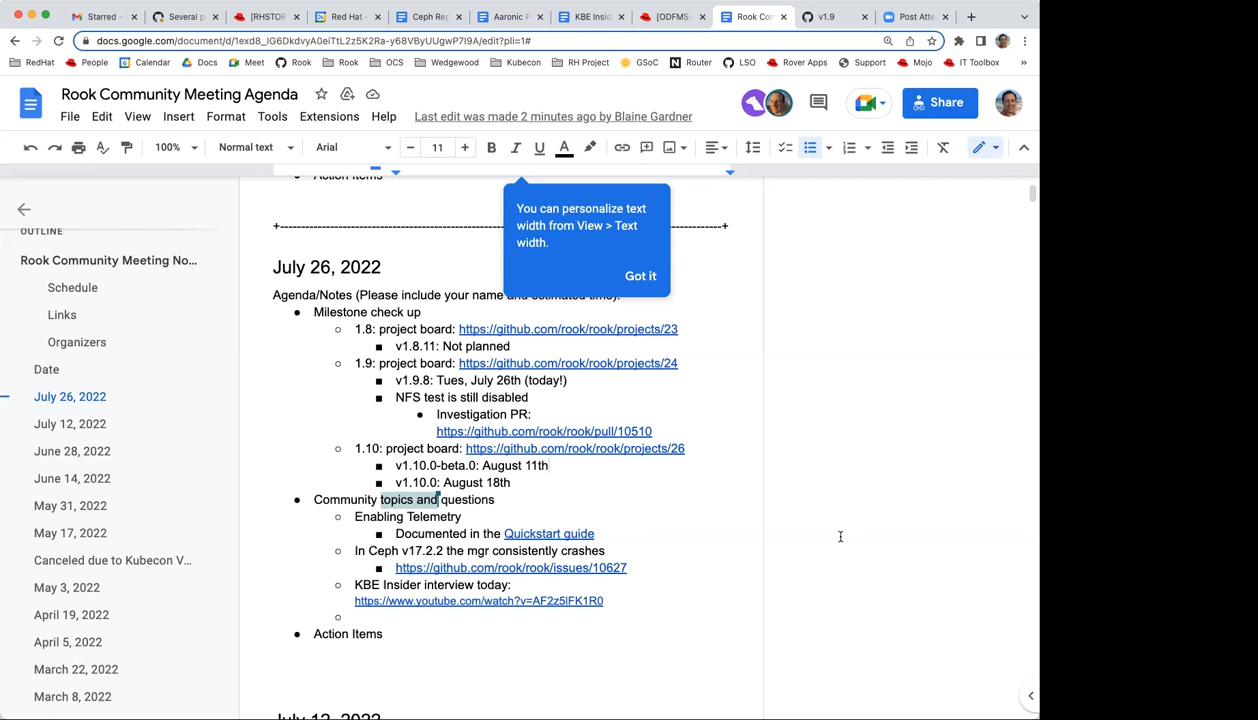 Starred -
Several p
[RHSTOR
Red Hat -
Ceph Rep
Aaronic P
KBE Insid
[ODFMS-
Rook Con
v1.9
Post Atte
docs.google.com/document/d/1exd8_IG6DkdvyA0eiTtL2z5K2Ra-y68VByUUgwP7I9A/edit?pli=1#
RedHat
People
Calendar
Docs
Meet
Rook
Rook
OCS
Wedgewood
Kubecon
RH Project
GSoC
Router
LSO
Rover Apps
Support
Mojo
IT Toolbox
»
Rook Community Meeting Agenda
Share
File Edit View Insert Format Tools Extensions Help Last edit was made 2 minutes ago by Blaine Gardner
100% Normal text Arial 11 B I U A
Action Items
You can personalize text
width from View > Text
width.
Got it
OUTLINE
Rook Community Meeting No...
Schedule
Links
Organizers
Date
July 26, 2022
July 12, 2022
June 28, 2022
June 14, 2022
May 31, 2022
May 17, 2022
Canceled due to Kubecon V...
May 3, 2022
April 19, 2022
April 5, 2022
March 22, 2022
March 8, 2022
July 26, 2022
Agenda/Notes (Please include your name and estimated time):
Milestone check up
1.8: project board: https://github.com/rook/rook/projects/23
v1.8.11: Not planned
1.9: project board: https://github.com/rook/rook/projects/24
v1.9.8: Tues, July 26th (today!)
NFS test is still disabled
Investigation PR:
https://github.com/rook/rook/pull/10510
1.10: project board: https://github.com/rook/rook/projects/26
v1.10.0-beta.0: August 11th
v1.10.0: August 18th
Community topics and questions
Enabling Telemetry
Documented in the Quickstart guide
In Ceph v17.2.2 the mgr consistently crashes
https://github.com/rook/rook/issues/10627
KBE Insider interview today:
https://www.youtube.com/watch?v=AF2z5lFK1R0
Action Items
July 12, 2022